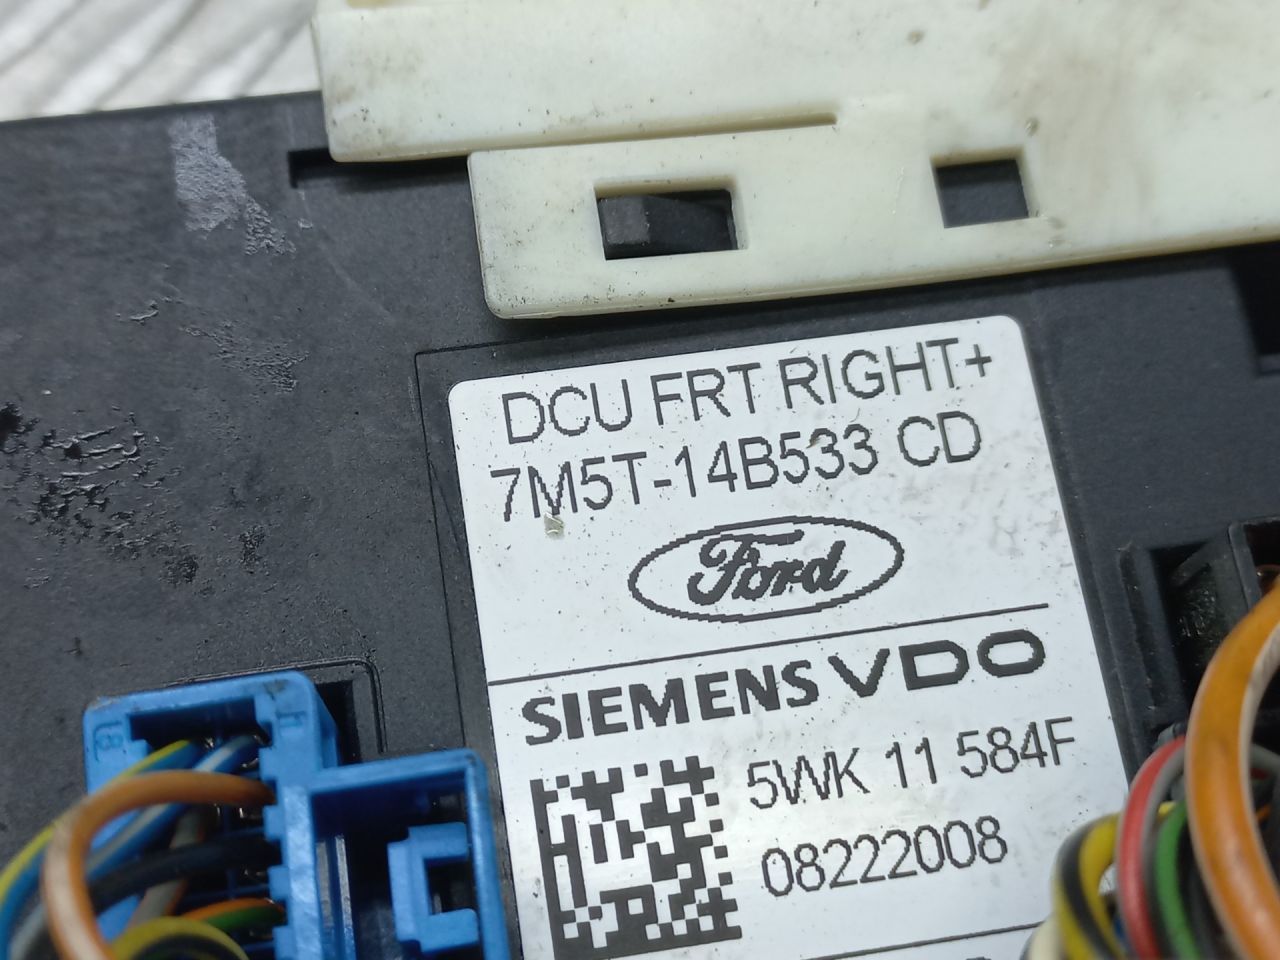 DCU FRT RIGHT+
7M5T-14B533 CD
Ford
SIEMENS VDO
5WK 11 584F
08222008